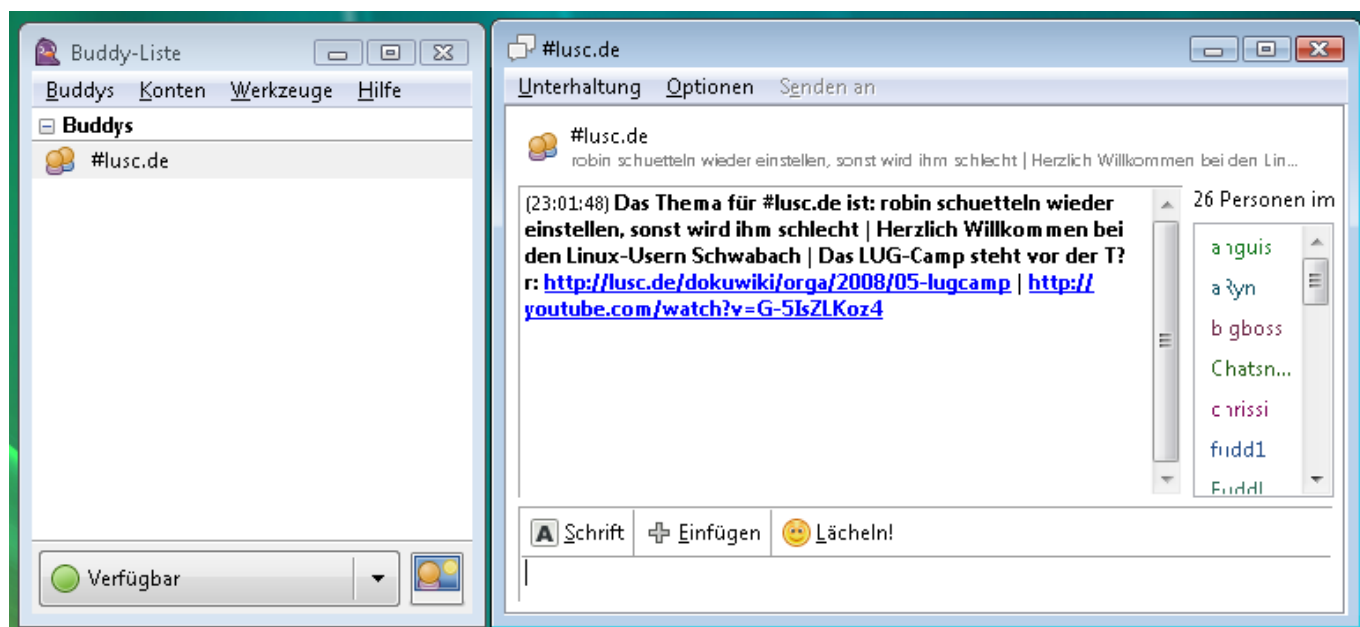 Buddy-Liste
Buddys Konten Werkzeuge Hilfe
Buddys
#lusc.de
Verfügbar
#lusc.de
Unterhaltung Optionen Senden an
#lusc.de
robin schuetteln wieder einstellen, sonst wird ihm schlecht | Herzlich Willkommen bei den Lin...
(23:01:48) Das Thema für #lusc.de ist: robin schuetteln wieder
einstellen, sonst wird ihm schlecht | Herzlich Willkommen bei
den Linux-Usern Schwabach | Das LUG-Camp steht vor der T?
r: http://lusc.de/dokuwiki/orga/2008/05-lugcamp | http://
youtube.com/watch?v=G-5IsZLKoz4
26 Personen im
anguis
bigboss
Chatsn...
chrissi
fudd1
A Schrift Einfügen Lächeln!